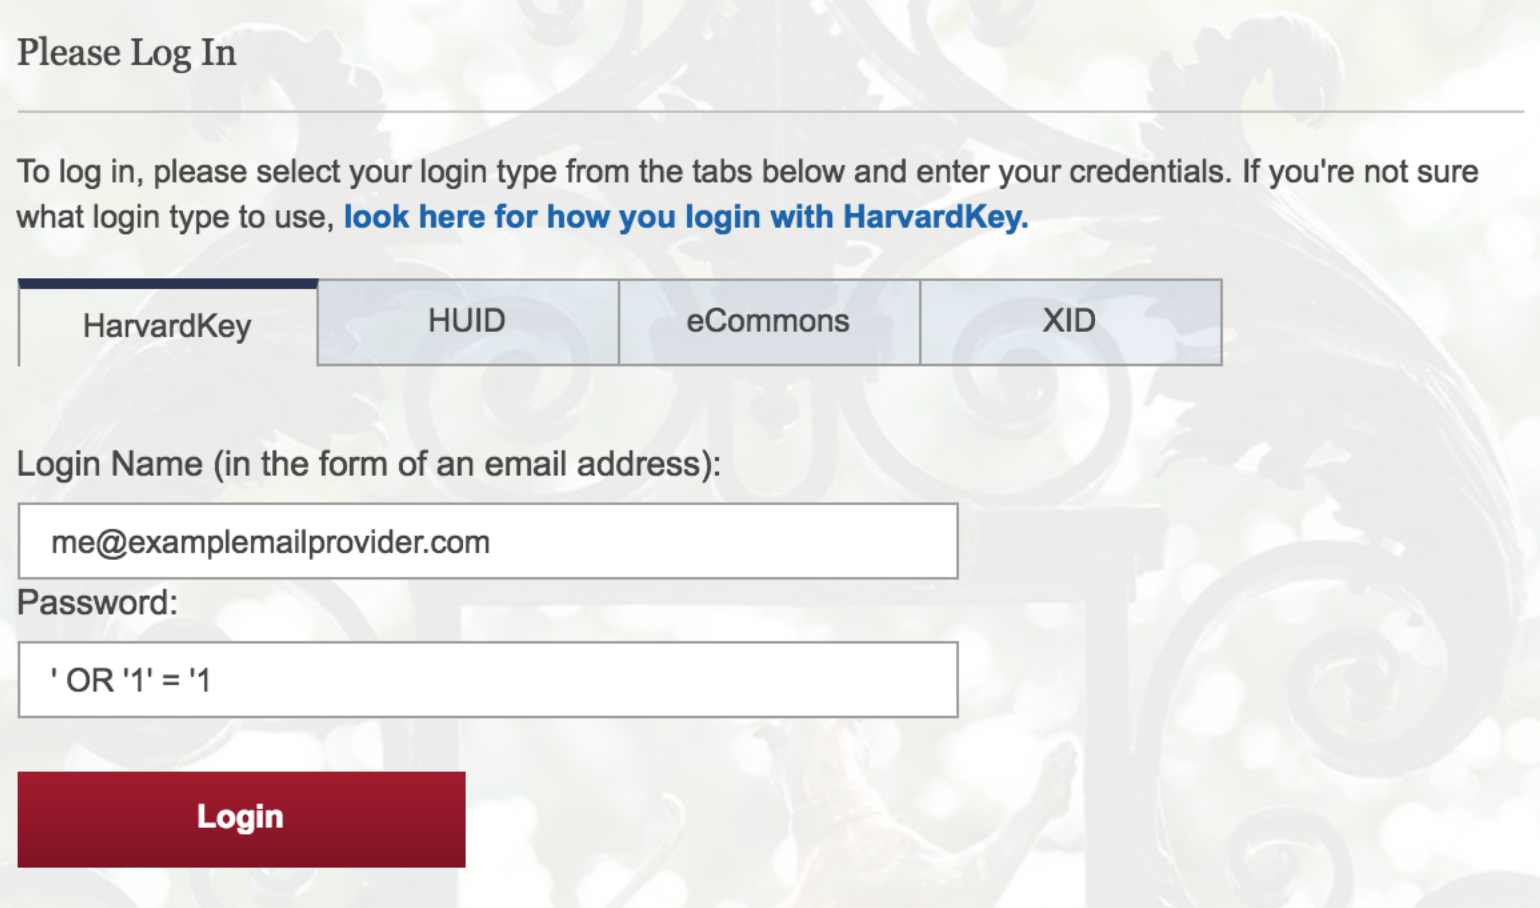 Please Log In
To log in, please select your login type from the tabs below and enter your credentials. If you're not sure
what login type to use, look here for how you login with HarvardKey.
HarvardKey HUID eCommons XID
Login Name (in the form of an email address):
me@examplemailprovider.com
Password:
' OR '1' = '1
Login